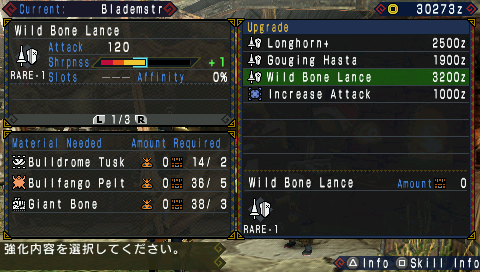 Current: Blademstr
30273z
Wild Bone Lance
Attack 120
Shrpnss +1
RARE-1 Slots --- Affinity 0%
L 1/3 R
Upgrade
Longhorn+ 2500z
Gouging Hasta 1900z
Wild Bone Lance 3200z
Increase Attack 1000z
Material Needed Amount Required
Bulldrome Tusk 0 14/ 2
Bullfango Pelt 0 36/ 5
Giant Bone 0 38/ 3
Wild Bone Lance Amount 0
RARE-1
強化内容を選択してください。
Info Skill Info